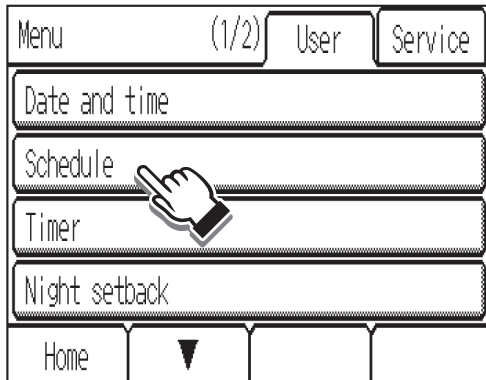 Menu (1/2) User Service
Date and time
Schedule
Timer
Night setback
Home ▼